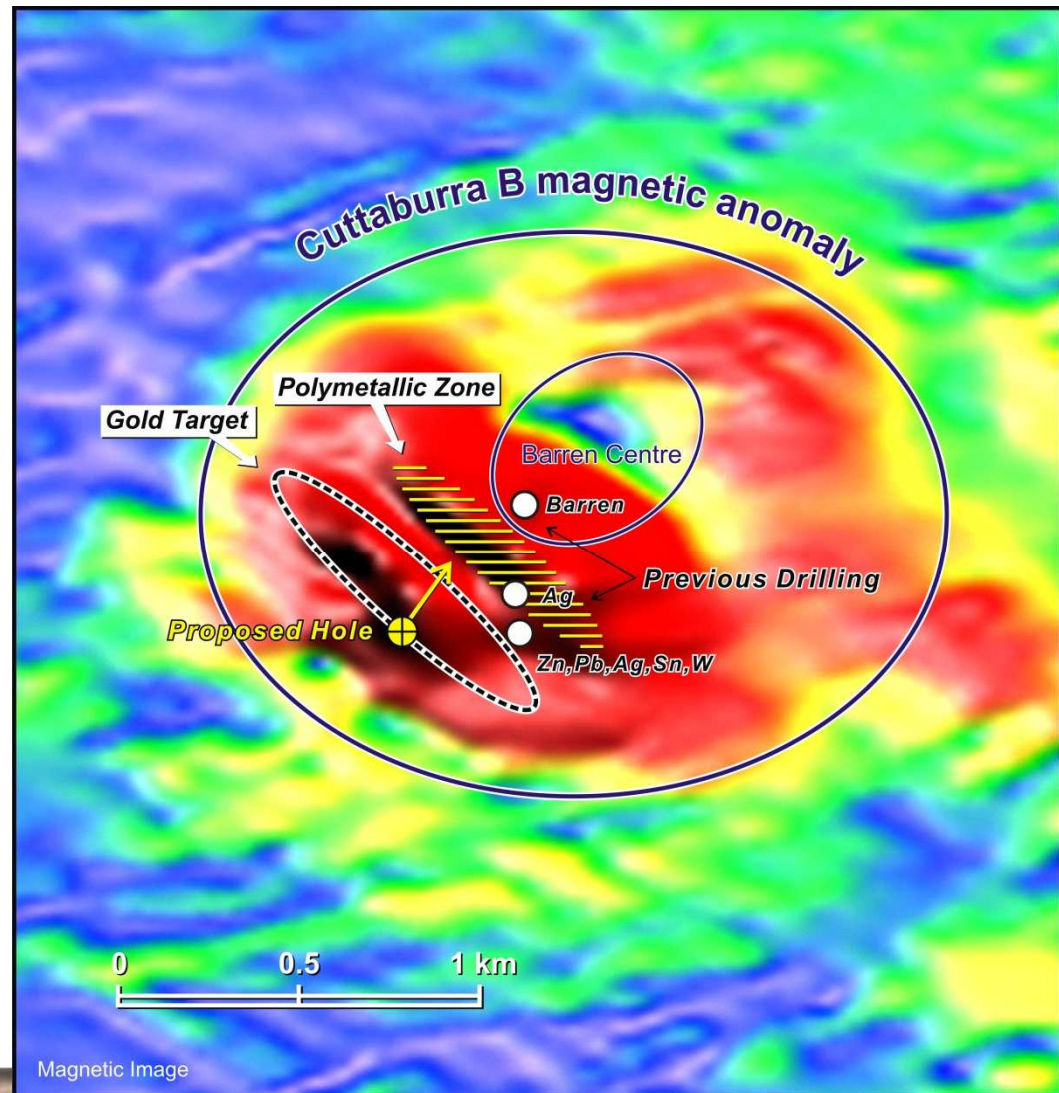 Cuttaburra B magnetic anomaly
Polymetallic Zone
Gold Target
Barren Centre
Barren
Previous Drilling
Ag
Proposed Hole
Zn,Pb,Ag,Sn,W
0 0.5 1 km
Magnetic Image